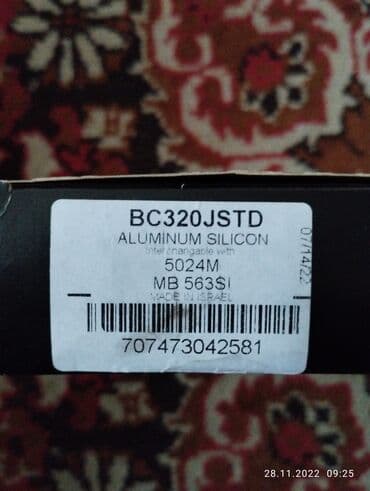 BC320JSTD
ALUMINUM SILICON
Interchangable with
5024M
MB 563SI
MADE IN ISRAEL
707473042581
07/14/22
28.11.2022 09:25